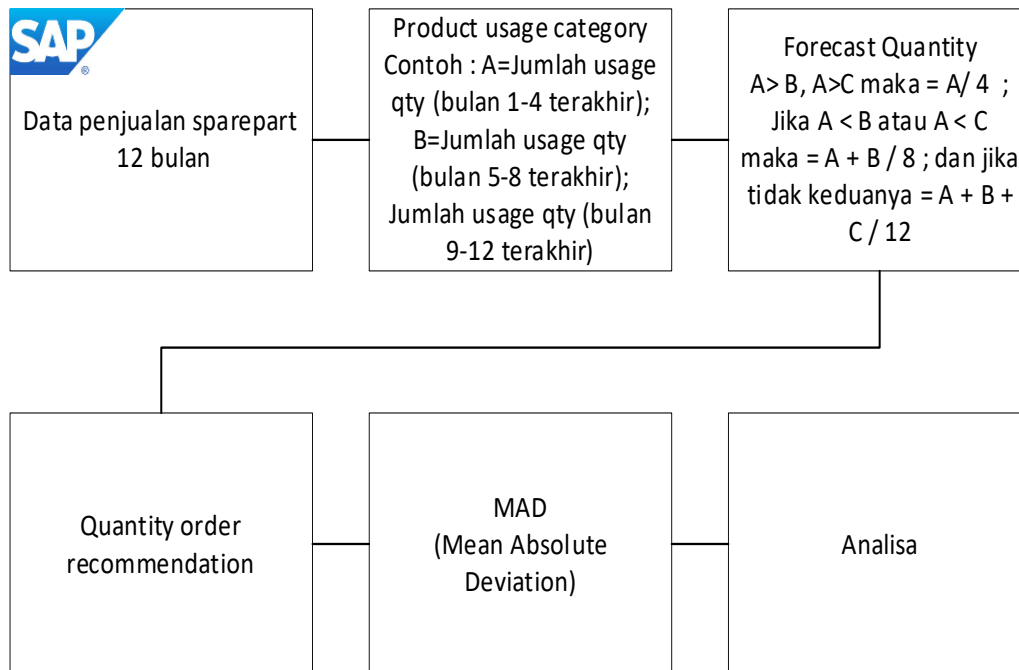 SAP
®
Data penjualan sparepart
12 bulan
Product usage category
Contoh : A=Jumlah usage
qty (bulan 1-4 terakhir);
B=Jumlah usage qty
(bulan 5-8 terakhir);
Jumlah usage qty (bulan
9-12 terakhir)
Forecast Quantity
A> B, A>C maka = A/ 4  ;
Jika A < B atau A < C
maka = A + B / 8 ; dan jika
tidak keduanya = A + B +
C / 12
Quantity order
recommendation
MAD
(Mean Absolute
Deviation)
Analisa